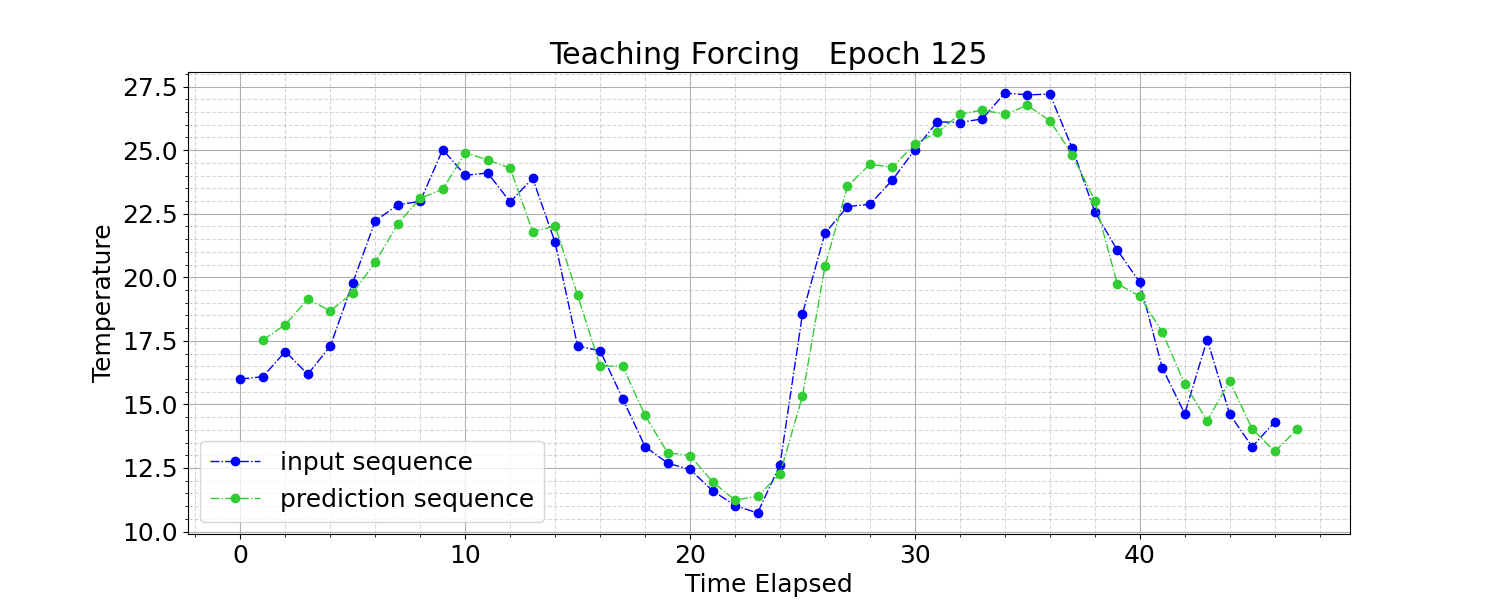 Teaching Forcing   Epoch 125
27.5
25.0
22.5
20.0
17.5
15.0
12.5
10.0
Temperature
input sequence
prediction sequence
0 10 20 30 40
Time Elapsed